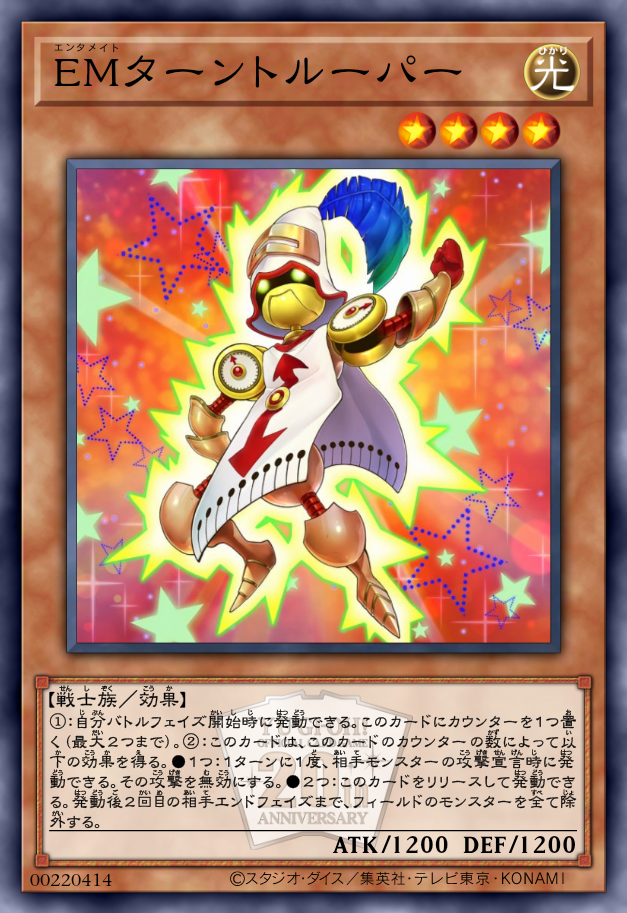 エンタメイト
EMターントルーパー
ひかり
光
【戦士族／効果】
①:自分バトルフェイズ開始時に発動できる。このカードにカウンターを1つ置
く(最大2つまで)。②:このカードは、このカードのカウンターの数によって以
下の効果を得る。●1つ:1ターンに1度、相手モンスターの攻撃宣言時に発
動できる。その攻撃を無効にする。●2つ:このカードをリリースして発動でき
る。発動後2回目の相手エンドフェイズまで、フィールドのモンスターを全て除
外する。
YU-GI-OH!
20th
ANNIVERSARY
ATK/1200 DEF/1200
00220414
©スタジオ・ダイス／集英社・テレビ東京・KONAMI